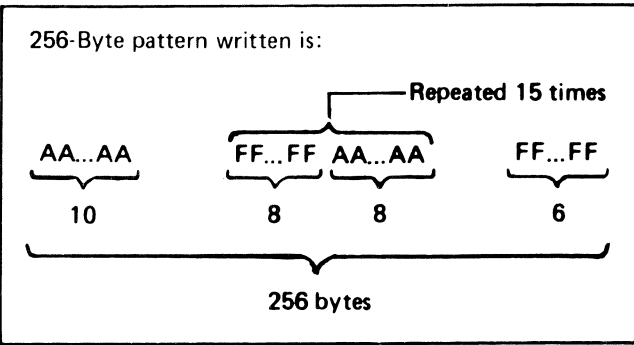 256-Byte pattern written is:
Repeated 15 times
AA...AA FF...FF AA...AA FF...FF
10 8 8 6
256 bytes